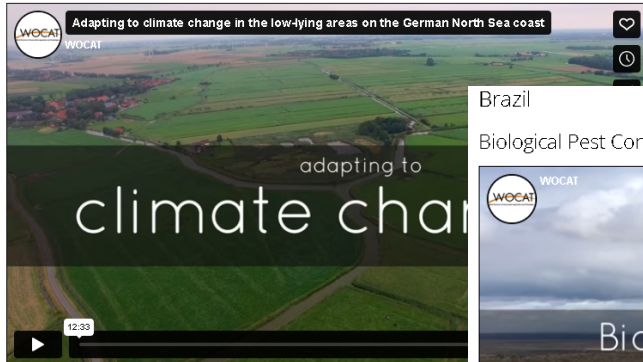 WOCAT
Adapting to climate change in the low-lying areas on the German North Sea coast
WOCAT
adapting to
climate chan
12:33
Brazil
Biological Pest Con
WOCAT
WOCAT
Bio